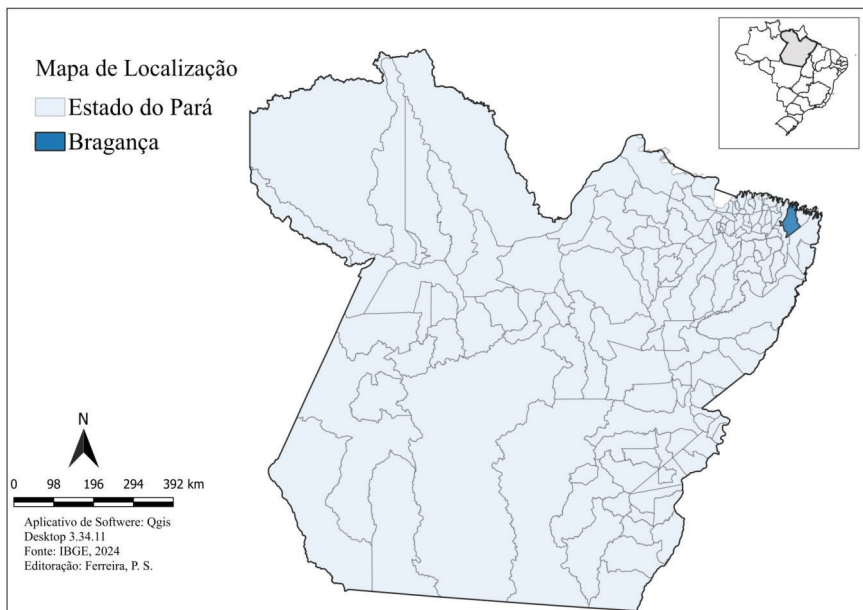 Mapa de Localização
Estado do Pará
Bragança
N
0 98 196 294 392 km
Aplicativo de Softwere: Qgis
Desktop 3.34.11
Fonte: IBGE, 2024
Editoração: Ferreira, P. S.